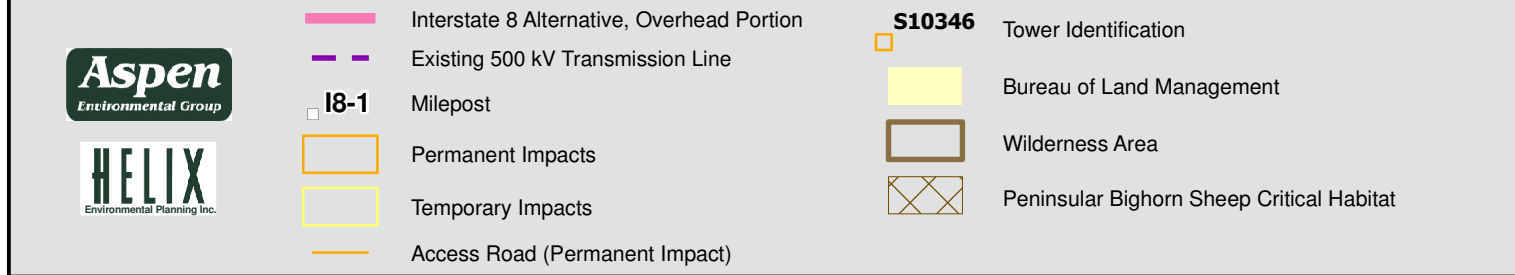 Aspen
Environmental Group
HELIX
Environmental Planning Inc.
Interstate 8 Alternative, Overhead Portion
Existing 500 kV Transmission Line
I8-1 Milepost
Permanent Impacts
Temporary Impacts
Access Road (Permanent Impact)
S10346 Tower Identification
Bureau of Land Management
Wilderness Area
Peninsular Bighorn Sheep Critical Habitat